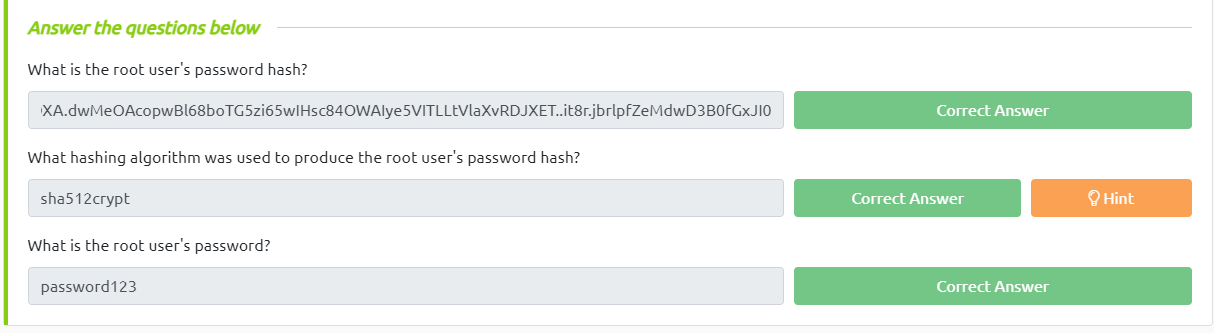 Answer the questions below
What is the root user's password hash?
XA.dwMeOAcopwBl68boTG5zi65wIHsc84OWAIye5VITLLtVlaXvRDJXET..it8r.jbrlpfZeMdwD3B0fGxJI0
Correct Answer
What hashing algorithm was used to produce the root user's password hash?
sha512crypt
Correct Answer
Hint
What is the root user's password?
password123
Correct Answer